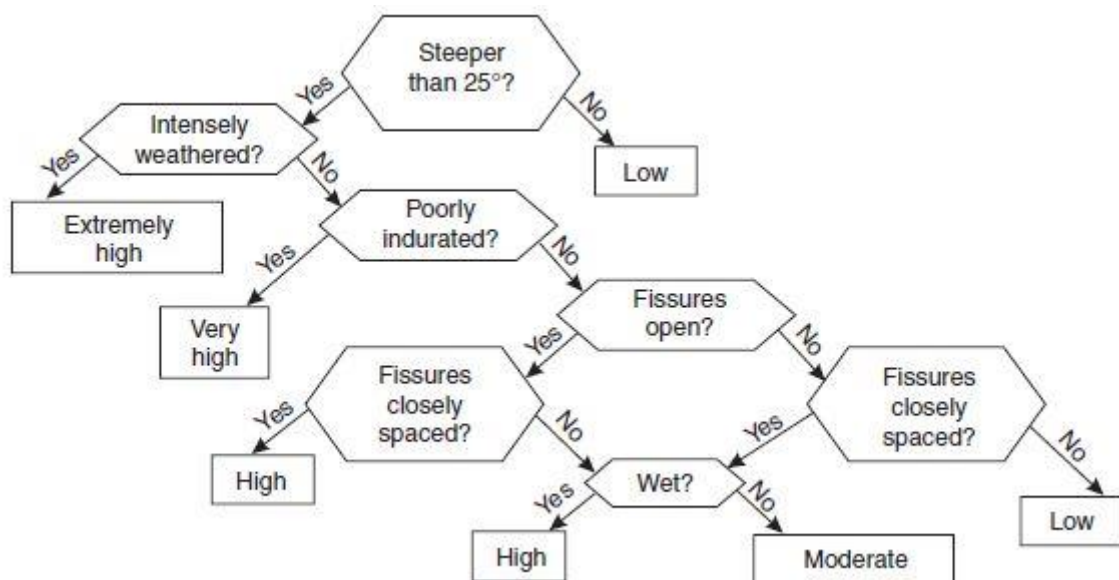 Steeper
than 25°?
Yes
No
Intensely
weathered?
Low
Yes
No
Extremely
high
Poorly
indurated?
Yes
No
Very
high
Fissures
open?
Yes
No
Fissures
closely
spaced?
Fissures
closely
spaced?
Yes
No
Yes
No
High
Wet?
Low
Yes
No
High
Moderate